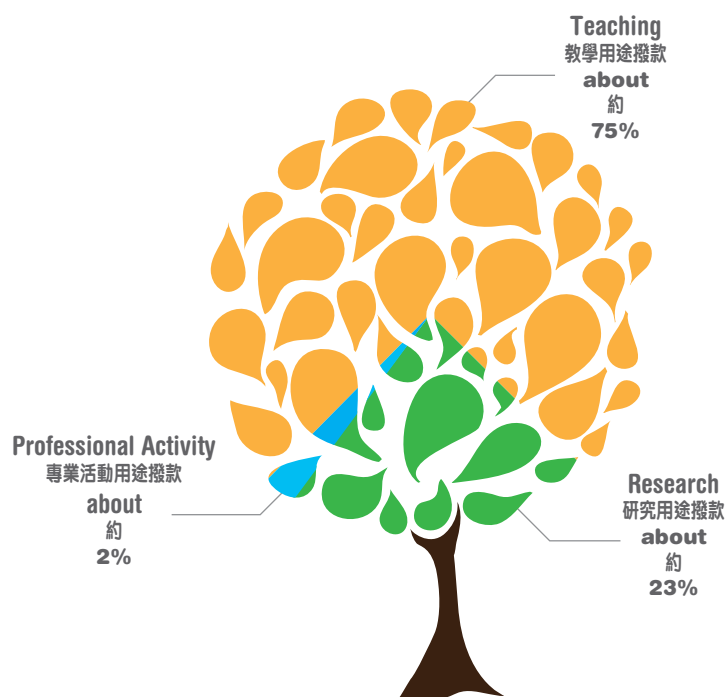 Teaching
教學用途撥款
about
約
75%
Professional Activity
專業活動用途撥款
about
約
2%
Research
研究用途撥款
about
約
23%